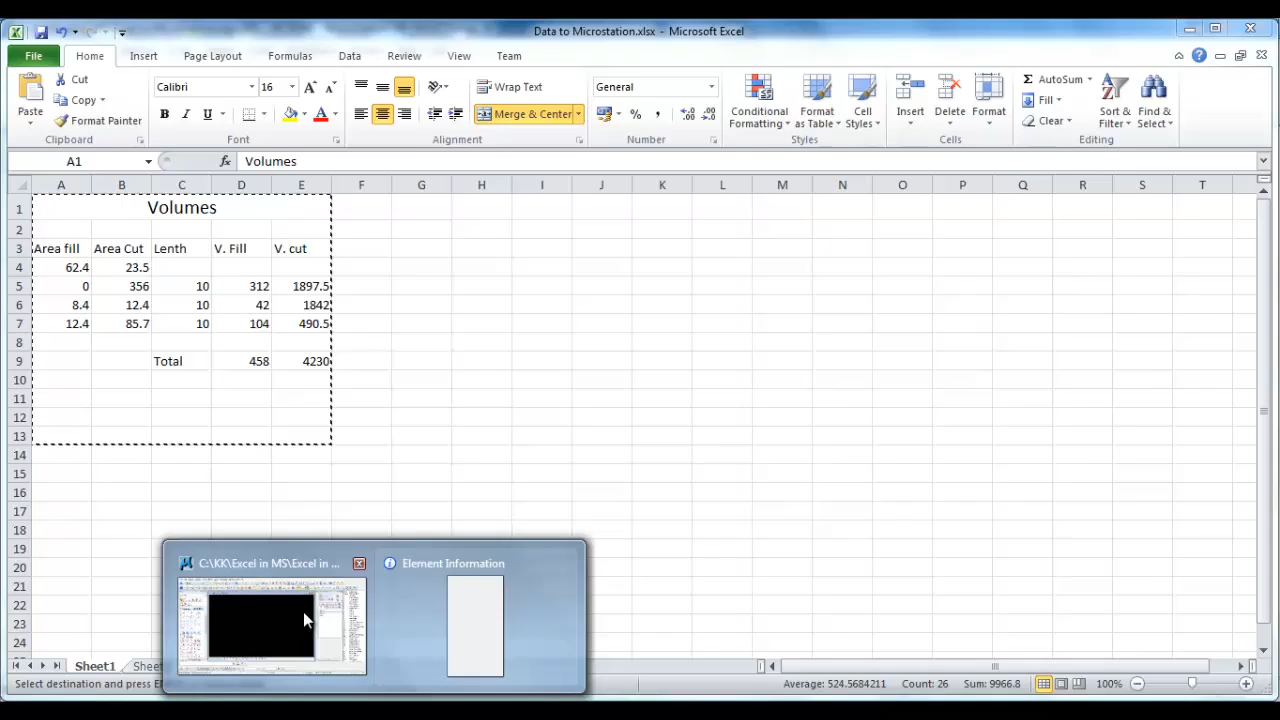 Data to Microstation.xlsx - Microsoft Excel
File Home Insert Page Layout Formulas Data Review View Team
Paste
Cut
Copy
Format Painter
Clipboard
Calibri 16
B I U A
Font
Wrap Text
Merge & Center
Alignment
General
% ,
Number
Conditional Formatting
Format as Table
Cell Styles
Styles
Insert Delete Format
Cells
Σ AutoSum
Fill
Clear
Sort & Filter
Find & Select
Editing
A1 fx Volumes
A B C D E F G H I J K L M N O P Q R S T
1 Volumes
2
3 Area fill Area Cut Lenth V. Fill V. cut
4 62.4 23.5
5 0 356 10 312 1897.5
6 8.4 12.4 10 42 1842
7 12.4 85.7 10 104 490.5
8
9 Total 458 4230
10
11
12
13
14
15
16
17
18
19
20
21
22
23
24
C:\KK\Excel in MS\Excel in ... Element Information
Sheet1
Select destination and press Average: 524.5684211 Count: 26 Sum: 9966.8 100%